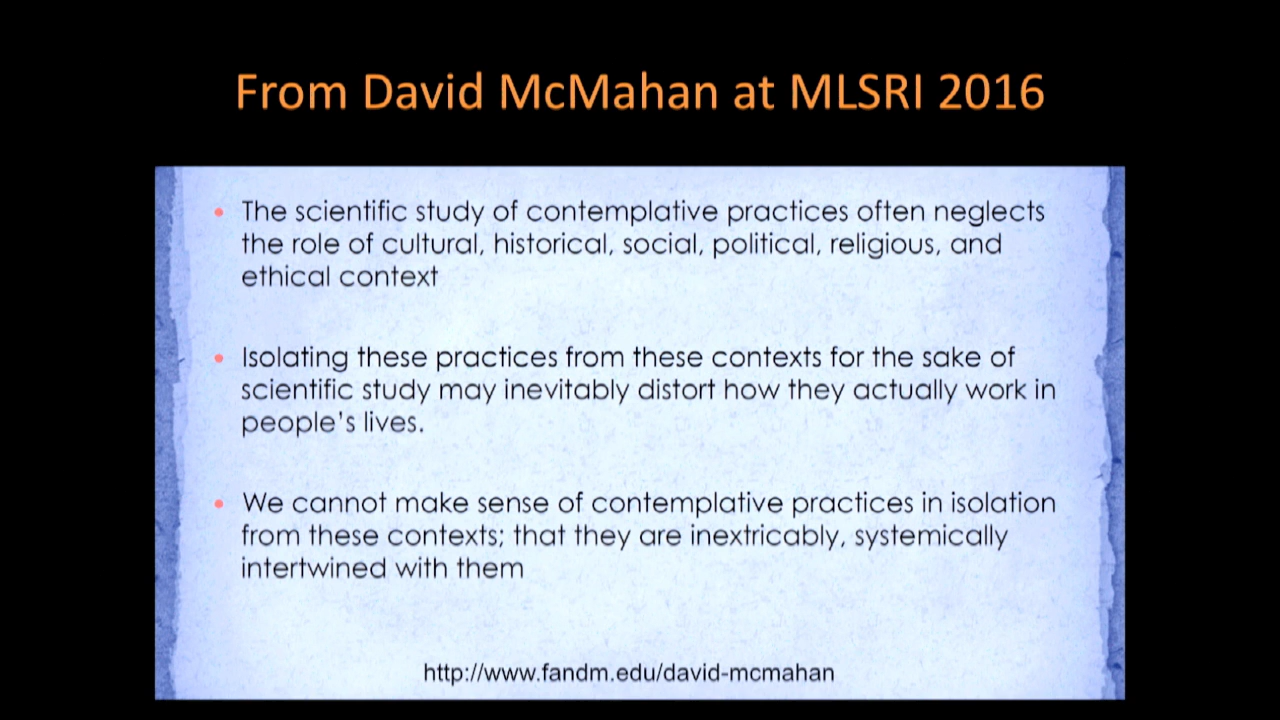 From David McMahan at MLSRI 2016
• The scientific study of contemplative practices often neglects
the role of cultural, historical, social, political, religious, and
ethical context
• Isolating these practices from these contexts for the sake of
scientific study may inevitably distort how they actually work in
people's lives.
• We cannot make sense of contemplative practices in isolation
from these contexts; that they are inextricably, systemically
intertwined with them
http://www.fandm.edu/david-mcmahan